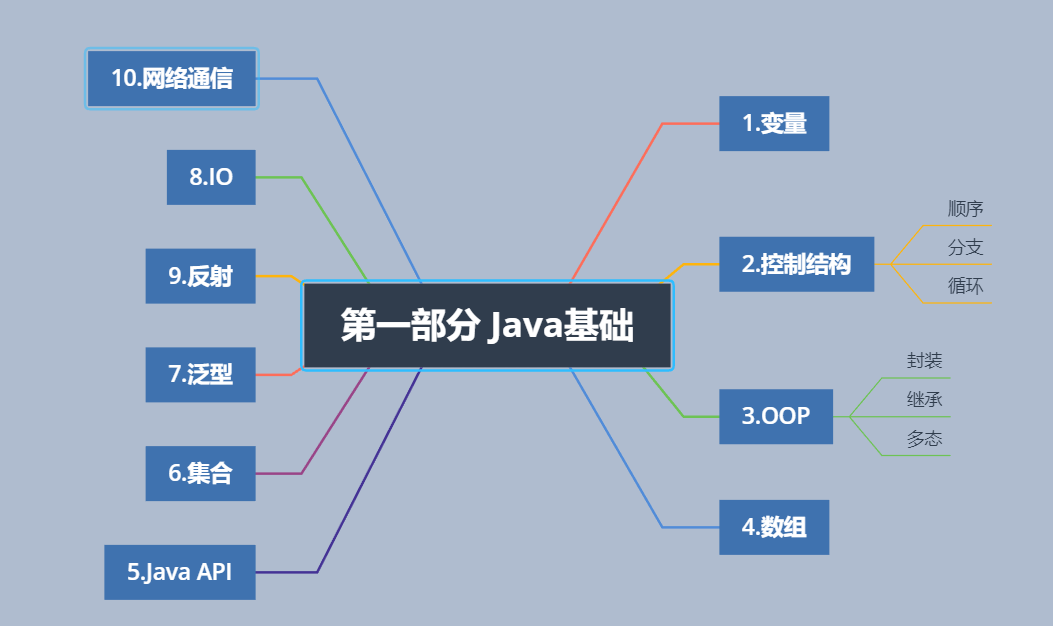 第一部分 Java基础
1.变量
2.控制结构
顺序
分支
循环
3.OOP
封装
继承
多态
4.数组
10.网络通信
8.IO
9.反射
7.泛型
6.集合
5.Java API